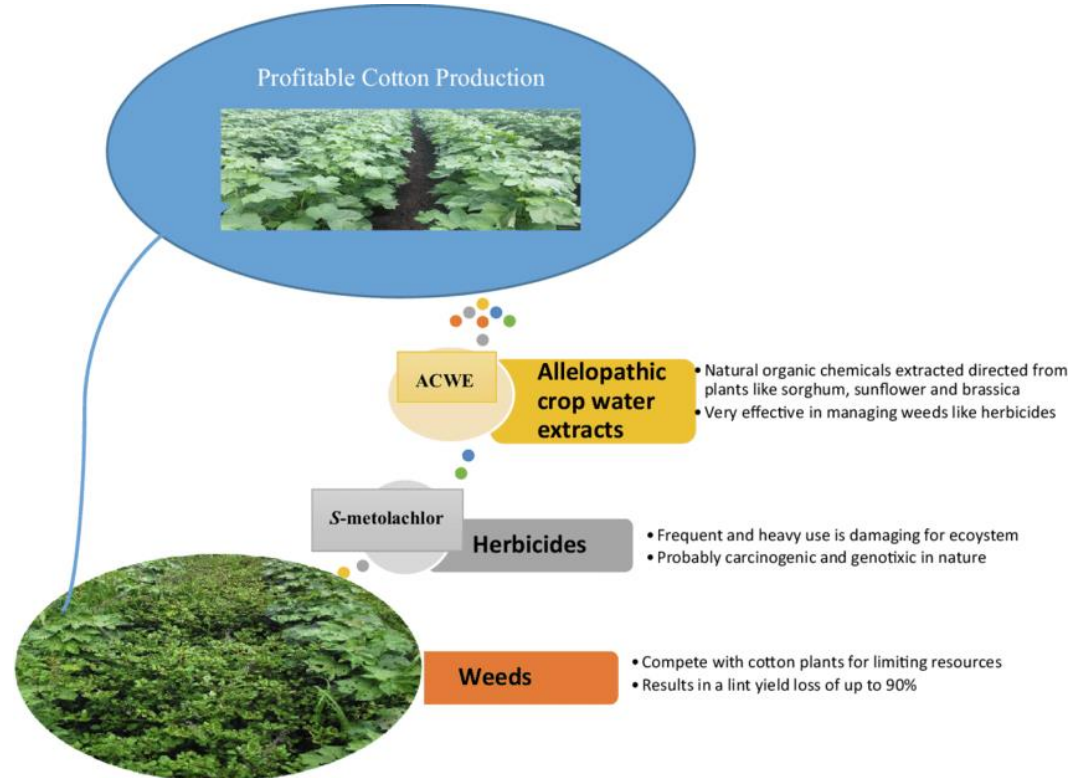 Profitable Cotton Production
ACWE
Allelopathic
crop water
extracts
• Natural organic chemicals extracted directed from
plants like sorghum, sunflower and brassica
• Very effective in managing weeds like herbicides
S-metolachlor
Herbicides
• Frequent and heavy use is damaging for ecoystem
• Probably carcinogenic and genotixic in nature
Weeds
• Compete with cotton plants for limiting resources
• Results in a lint yield loss of up to 90%